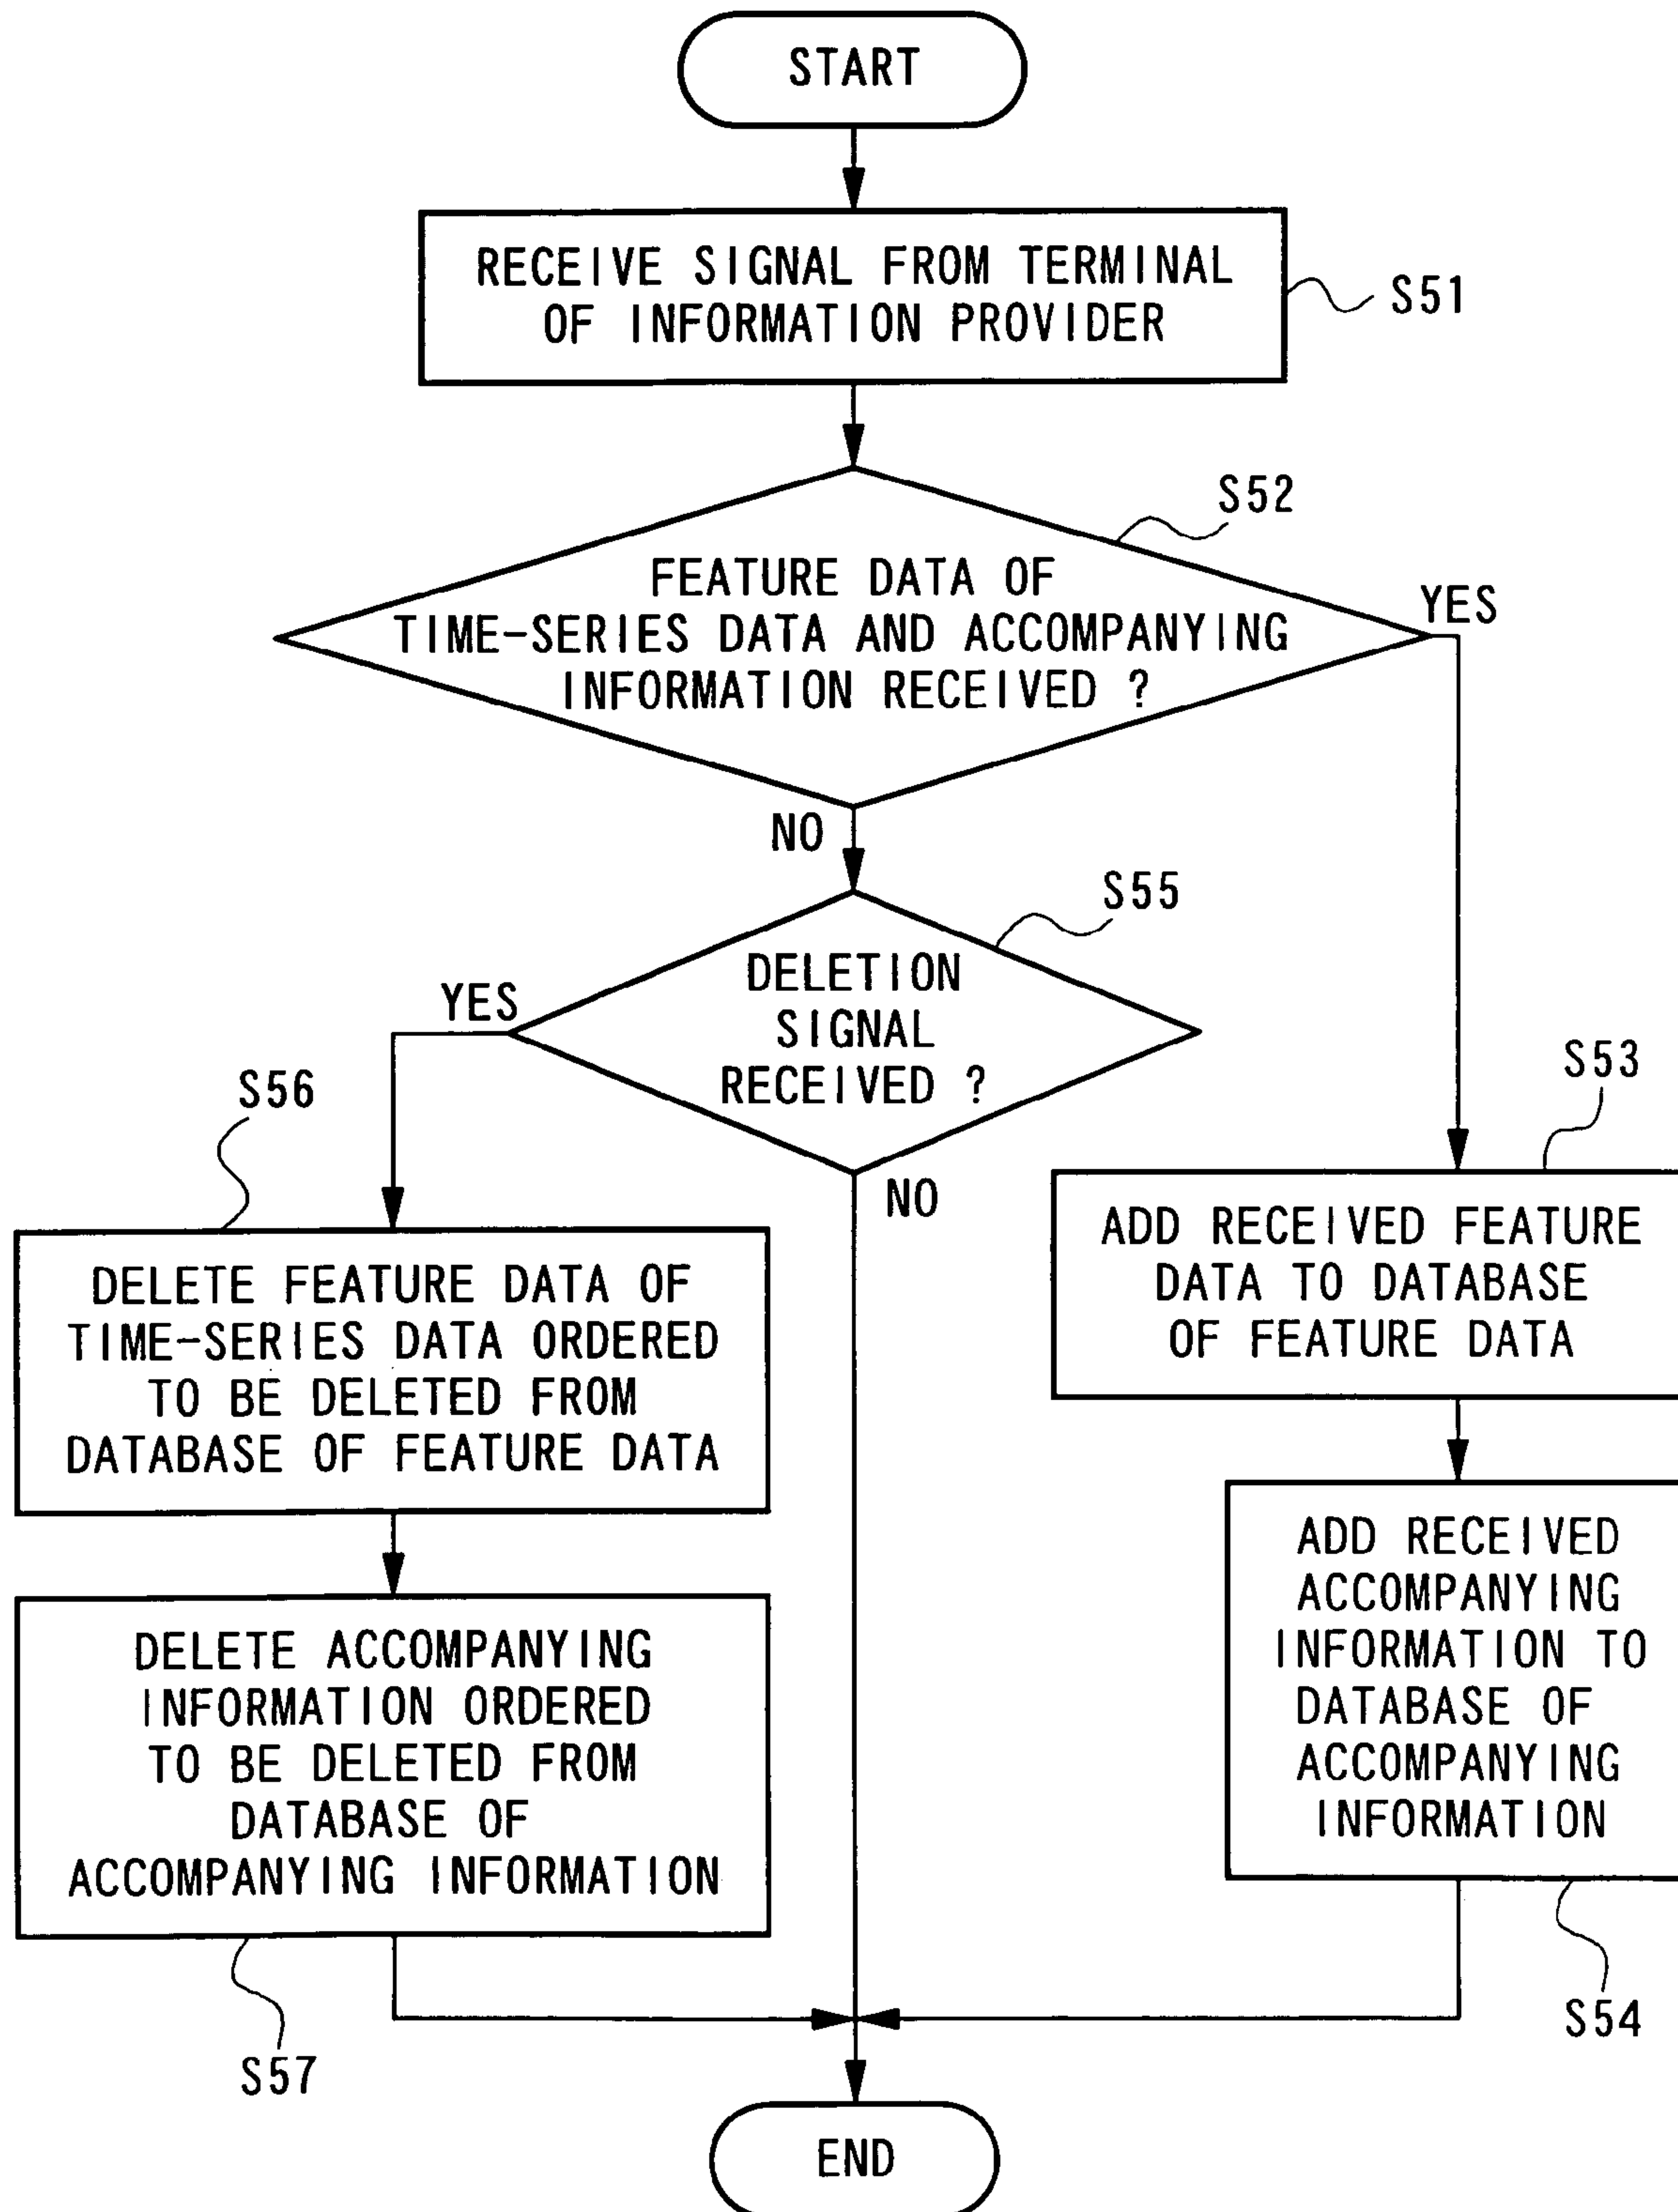 START
RECEIVE SIGNAL FROM TERMINAL
OF INFORMATION PROVIDER
S51
S52
FEATURE DATA OF
TIME-SERIES DATA AND ACCOMPANYING
INFORMATION RECEIVED ?
YES
NO
S55
DELETION
SIGNAL
RECEIVED ?
YES
NO
S56
DELETE FEATURE DATA OF
TIME-SERIES DATA ORDERED
TO BE DELETED FROM
DATABASE OF FEATURE DATA
DELETE ACCOMPANYING
INFORMATION ORDERED
TO BE DELETED FROM
DATABASE OF
ACCOMPANYING INFORMATION
S57
S53
ADD RECEIVED FEATURE
DATA TO DATABASE
OF FEATURE DATA
ADD RECEIVED
ACCOMPANYING
INFORMATION TO
DATABASE OF
ACCOMPANYING
INFORMATION
S54
END